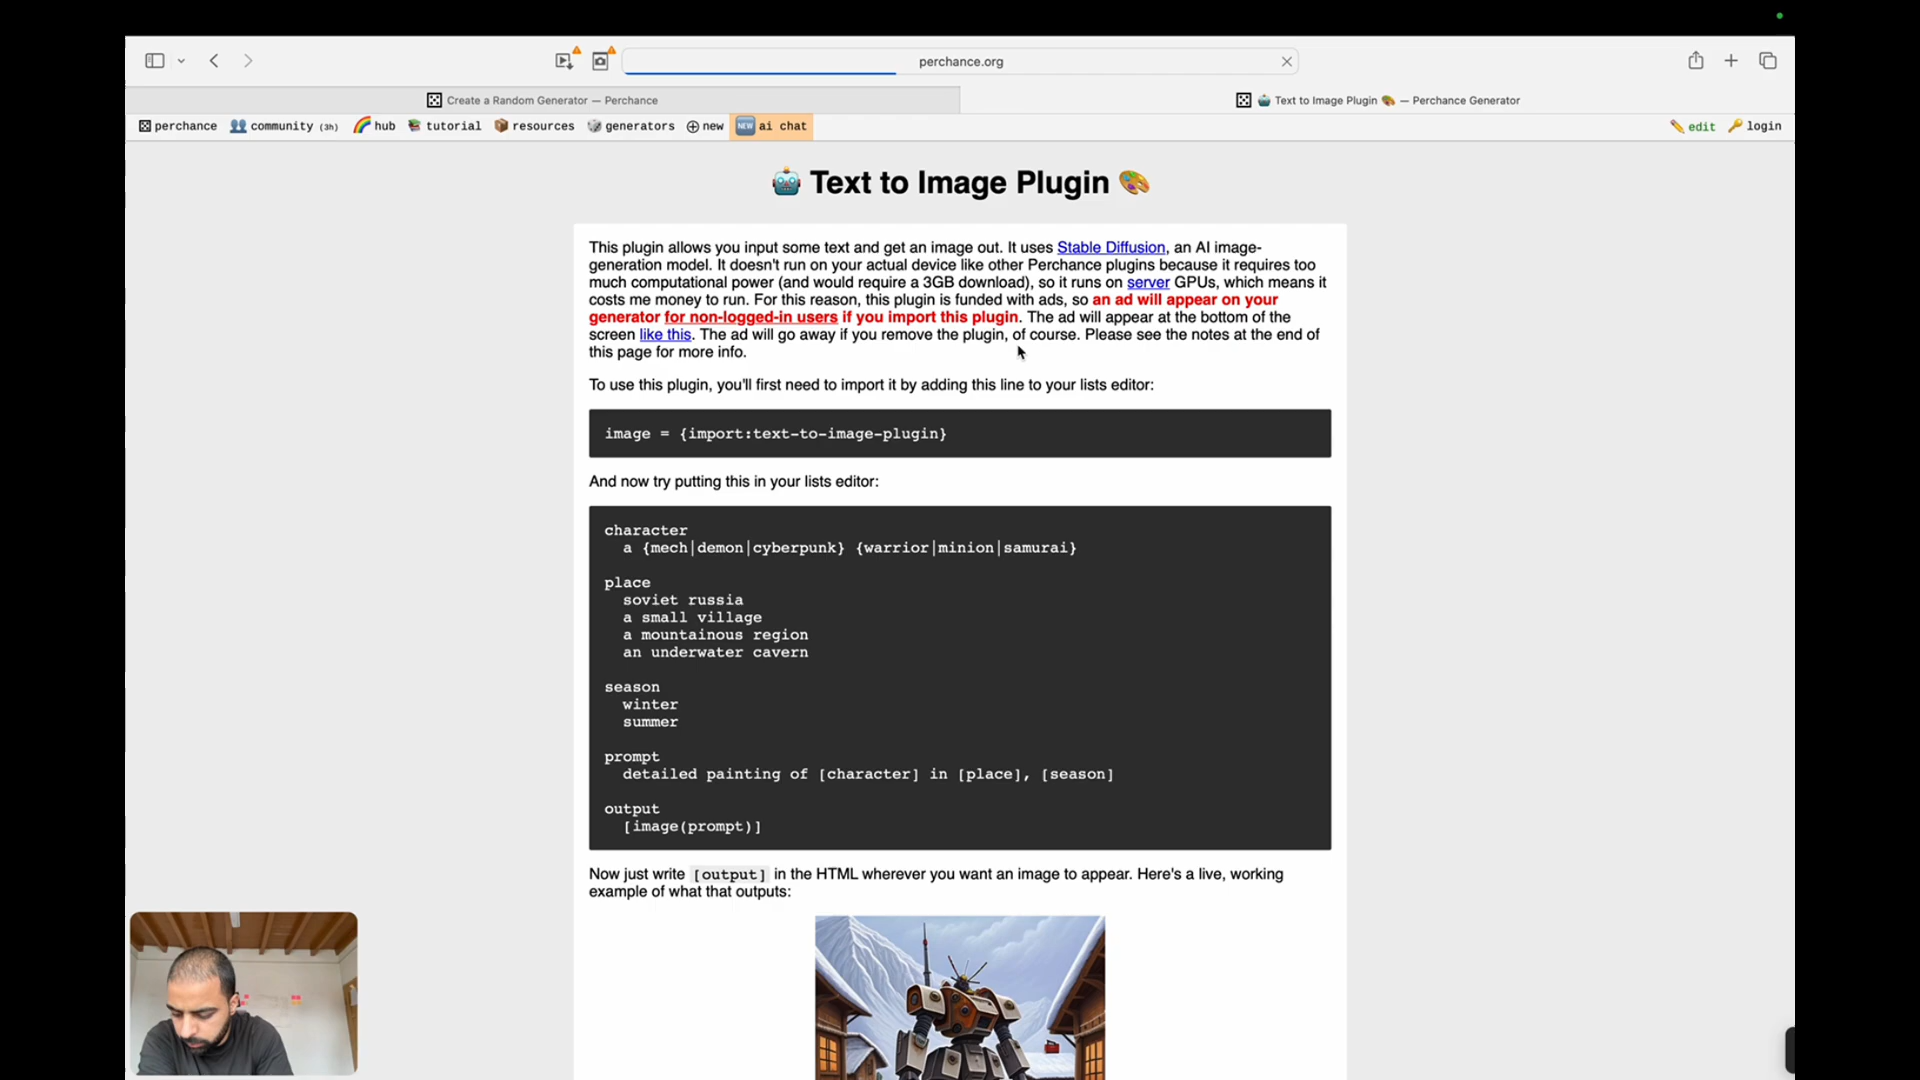 perchance.org
Create a Random Generator — Perchance
Text to Image Plugin — Perchance Generator
perchance community (3h) hub tutorial resources generators new NEW ai chat edit login
Text to Image Plugin
This plugin allows you input some text and get an image out. It uses Stable Diffusion, an AI image-
generation model. It doesn't run on your actual device like other Perchance plugins because it requires too
much computational power (and would require a 3GB download), so it runs on server GPUs, which means it
costs me money to run. For this reason, this plugin is funded with ads, so an ad will appear on your
generator for non-logged-in users if you import this plugin. The ad will appear at the bottom of the
screen like this. The ad will go away if you remove the plugin, of course. Please see the notes at the end of
this page for more info.
To use this plugin, you'll first need to import it by adding this line to your lists editor:
image = {import:text-to-image-plugin}
And now try putting this in your lists editor:
character
a {mech|demon|cyberpunk} {warrior|minion|samurai}
place
soviet russia
a small village
a mountainous region
an underwater cavern
season
winter
summer
prompt
detailed painting of [character] in [place], [season]
output
[image(prompt)]
Now just write [output] in the HTML wherever you want an image to appear. Here's a live, working
example of what that outputs: